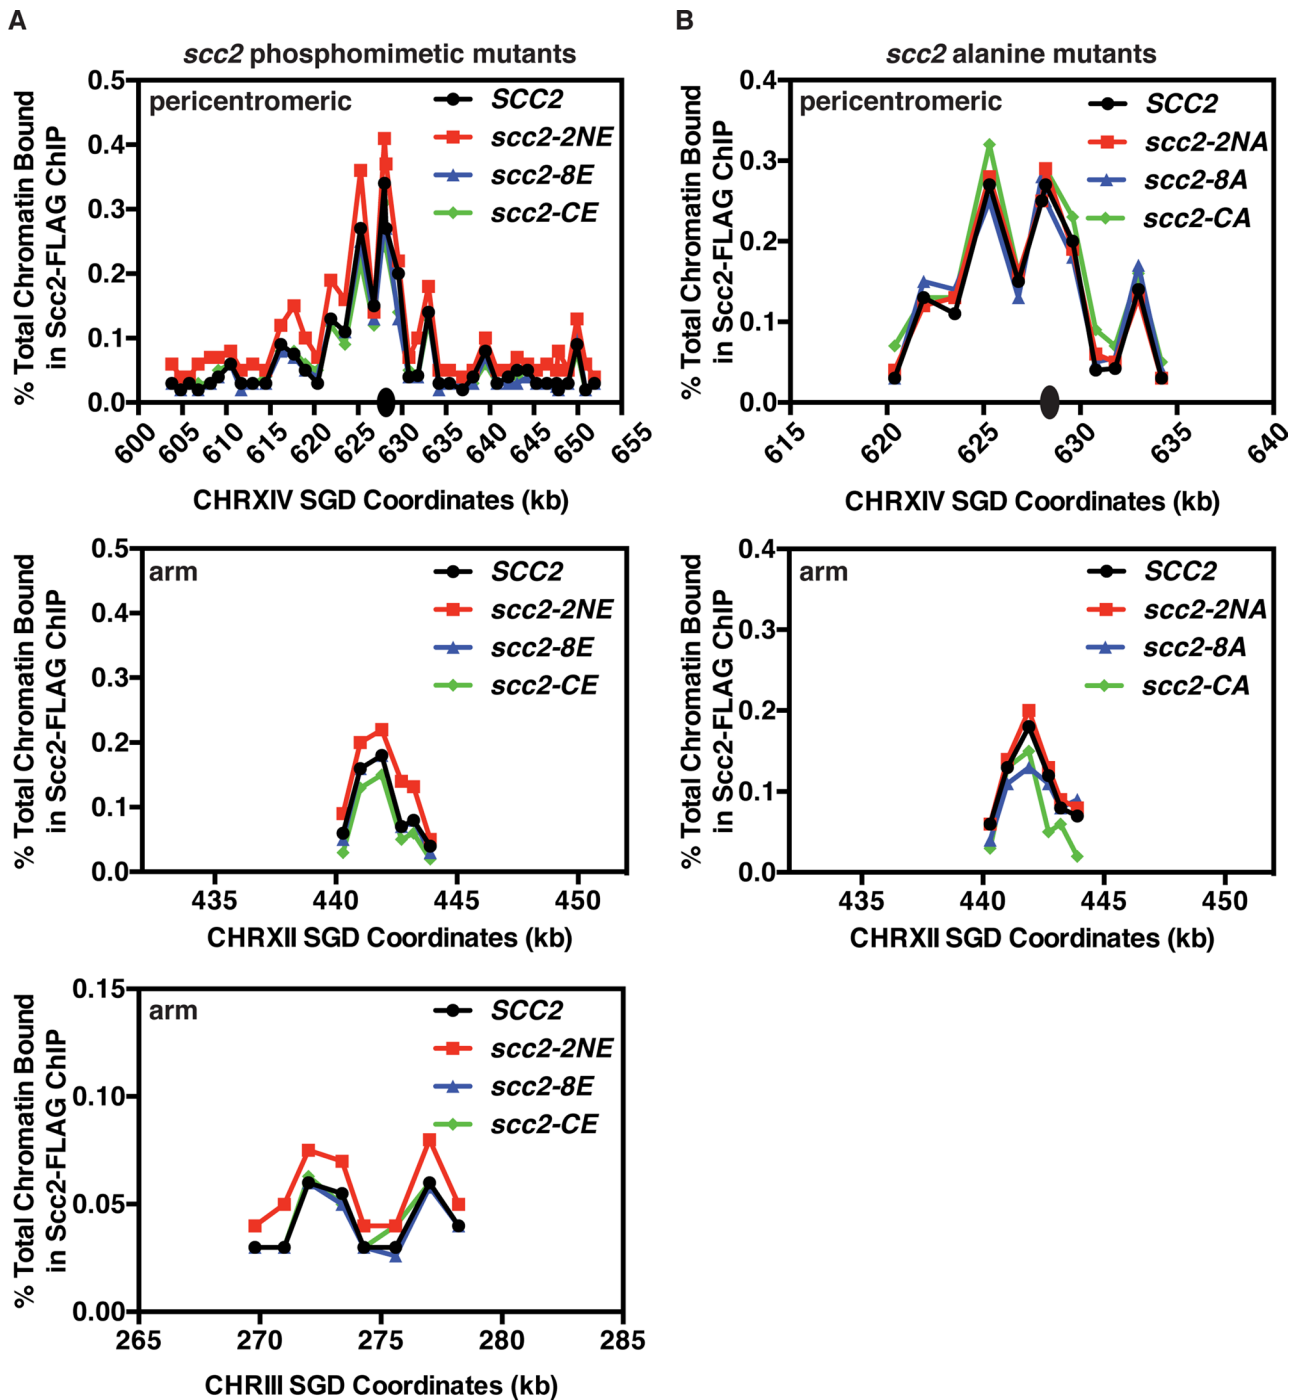 A
scc2 phosphomimetic mutants
% Total Chromatin Bound
in Scc2-FLAG ChIP
0.5
0.4
0.3
0.2
0.1
0.0
pericentromeric
SCC2
scc2-2NE
scc2-8E
scc2-CE
600 605 610 615 620 625 630 635 640 645 650 655
CHRXIV SGD Coordinates (kb)
B
scc2 alanine mutants
% Total Chromatin Bound
in Scc2-FLAG ChIP
0.4
0.3
0.2
0.1
0.0
pericentromeric
SCC2
scc2-2NA
scc2-8A
scc2-CA
615 620 625 630 635 640
CHRXIV SGD Coordinates (kb)
% Total Chromatin Bound
in Scc2-FLAG ChIP
0.5
0.4
0.3
0.2
0.1
0.0
arm
SCC2
scc2-2NE
scc2-8E
scc2-CE
435 440 445 450
CHRXII SGD Coordinates (kb)
% Total Chromatin Bound
in Scc2-FLAG ChIP
0.4
0.3
0.2
0.1
0.0
arm
SCC2
scc2-2NA
scc2-8A
scc2-CA
435 440 445 450
CHRXII SGD Coordinates (kb)
% Total Chromatin Bound
in Scc2-FLAG ChIP
0.15
0.10
0.05
0.00
arm
SCC2
scc2-2NE
scc2-8E
scc2-CE
265 270 275 280 285
CHRIII SGD Coordinates (kb)